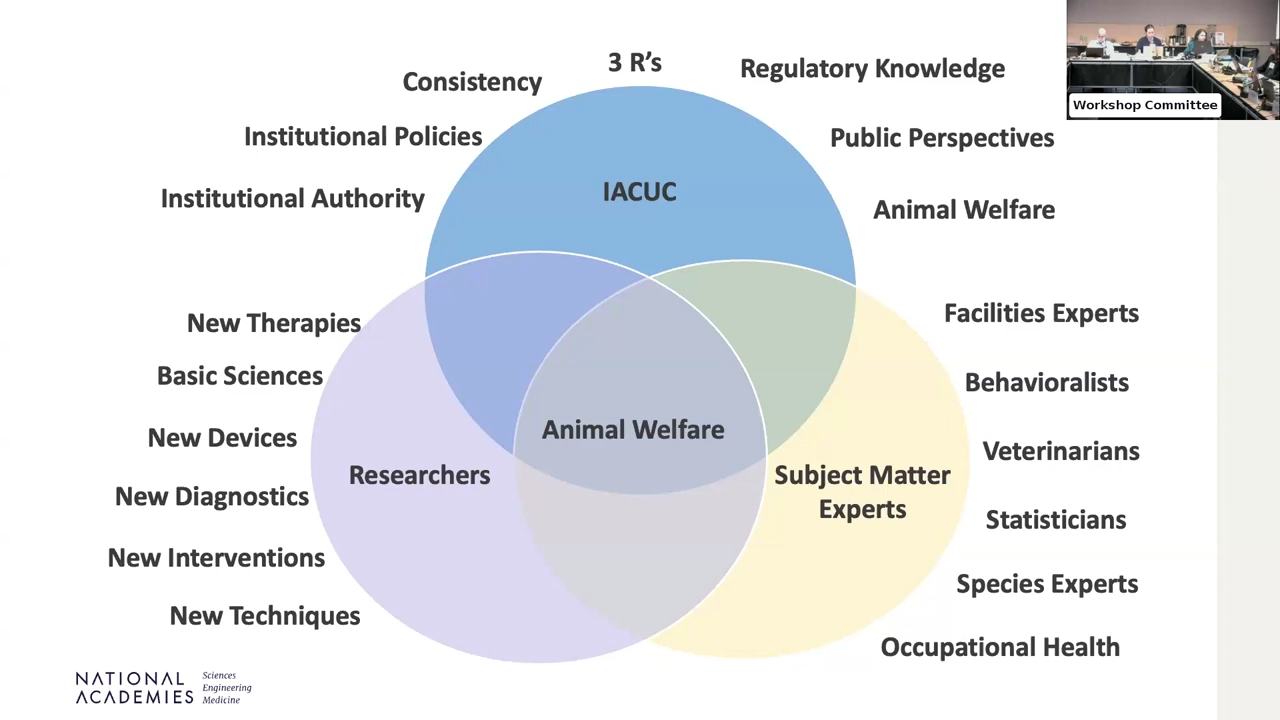 3 R's
Consistency
Regulatory Knowledge
Workshop Committee
Institutional Policies
Public Perspectives
IACUC
Institutional Authority
Animal Welfare
New Therapies
Facilities Experts
Basic Sciences
Behavioralists
New Devices
Animal Welfare
Veterinarians
Researchers
Subject Matter
Experts
New Diagnostics
Statisticians
New Interventions
Species Experts
New Techniques
Occupational Health
NATIONAL
ACADEMIES
Sciences
Engineering
Medicine